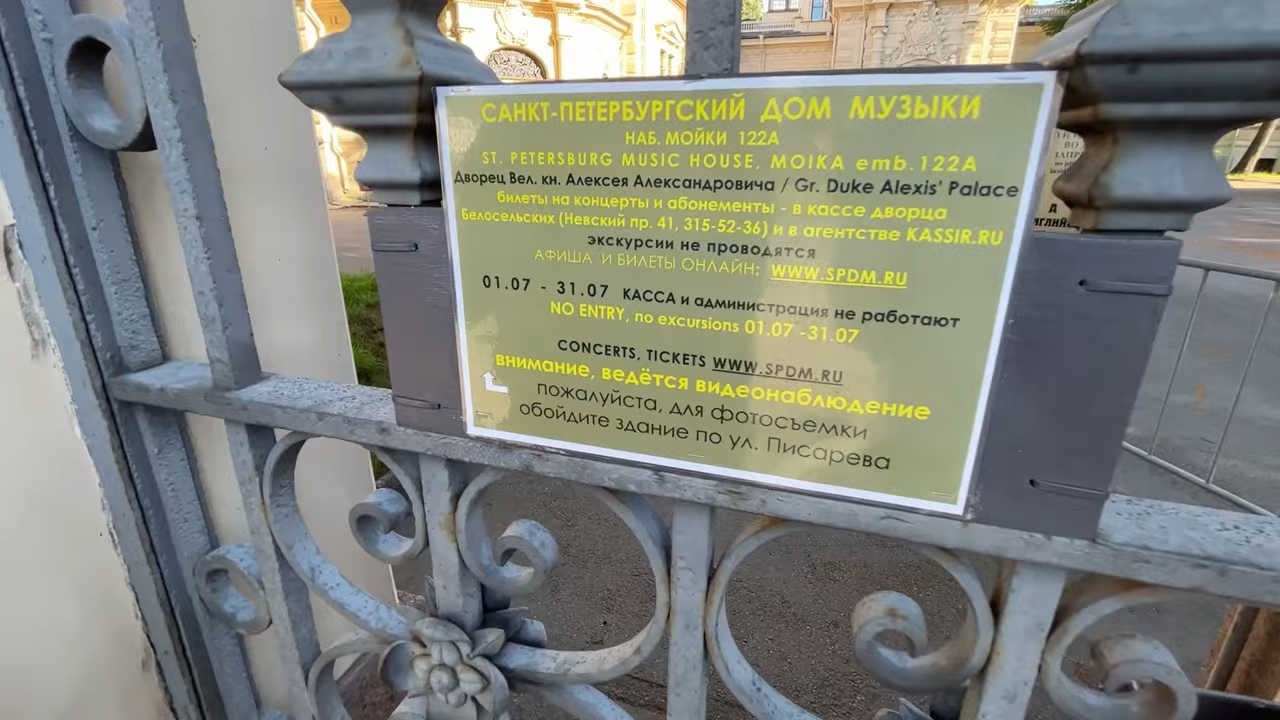 САНКТ-ПЕТЕРБУРГСКИЙ ДОМ МУЗЫКИ
НАБ. МОЙКИ 122А
ST. PETERSBURG MUSIC HOUSE, MOIKA emb.122A
Дворец Вел. кн. Алексея Александровича / Gr. Duke Alexis' Palace
билеты на концерты и абонементы - в кассе дворца
Белосельских (Невский пр. 41, 315-52-36) и в агентстве KASSIR.RU
экскурсии не проводятся
АФИША И БИЛЕТЫ ОНЛАЙН: WWW.SPDM.RU
01.07 - 31.07 КАССА и администрация не работают
NO ENTRY, no excursions 01.07 -31.07
CONCERTS, TICKETS WWW.SPDM.RU
внимание, ведётся видеонаблюдение
пожалуйста, для фотосъемки
обойдите здание по ул. Писарева